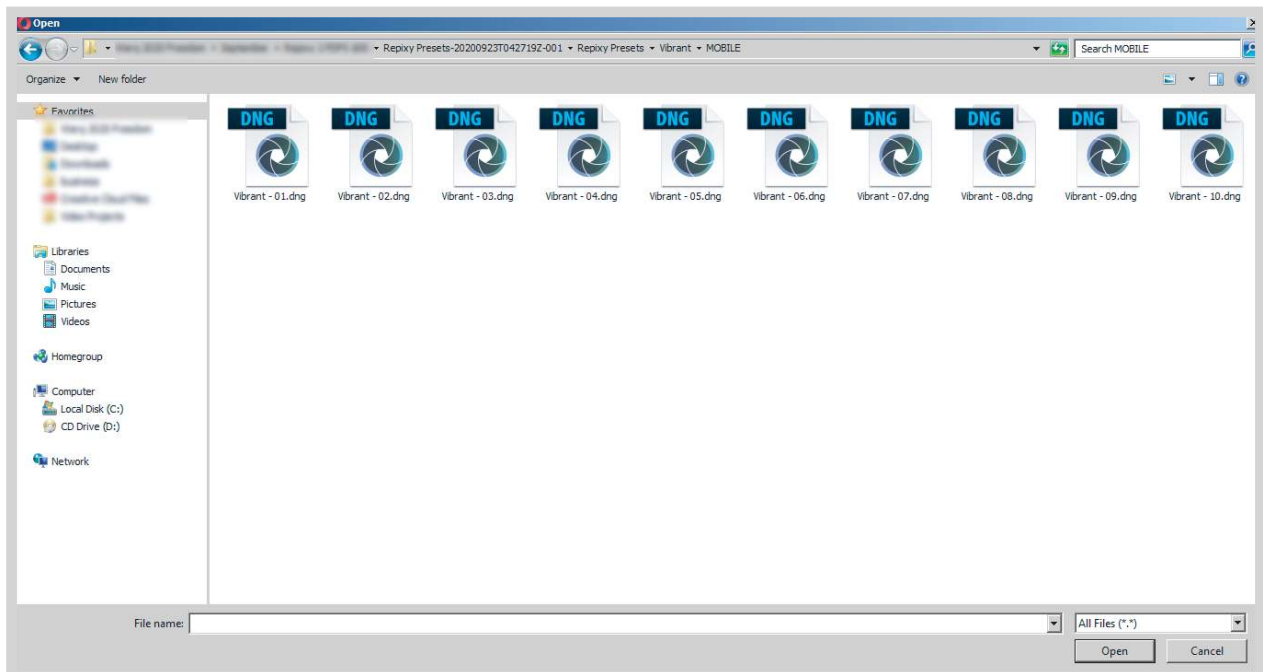 Open
Repixy Presets-20200923T042719Z-001 Repixy Presets Vibrant MOBILE
Search MOBILE
Organize New folder
Favorites
Libraries
Documents
Music
Pictures
Videos
Homegroup
Computer
Local Disk (C:)
CD Drive (D:)
Network
DNG DNG DNG DNG DNG DNG DNG DNG DNG DNG
Vibrant - 01.dng Vibrant - 02.dng Vibrant - 03.dng Vibrant - 04.dng Vibrant - 05.dng Vibrant - 06.dng Vibrant - 07.dng Vibrant - 08.dng Vibrant - 09.dng Vibrant - 10.dng
File name:
All Files (*.*)
Open Cancel